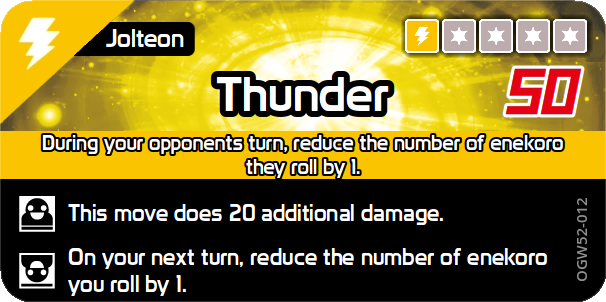 Jolteon
Thunder
50
During your opponents turn, reduce the number of enekoro
they roll by 1.
This move does 20 additional damage.
On your next turn, reduce the number of enekoro
you roll by 1.
OGW52-012